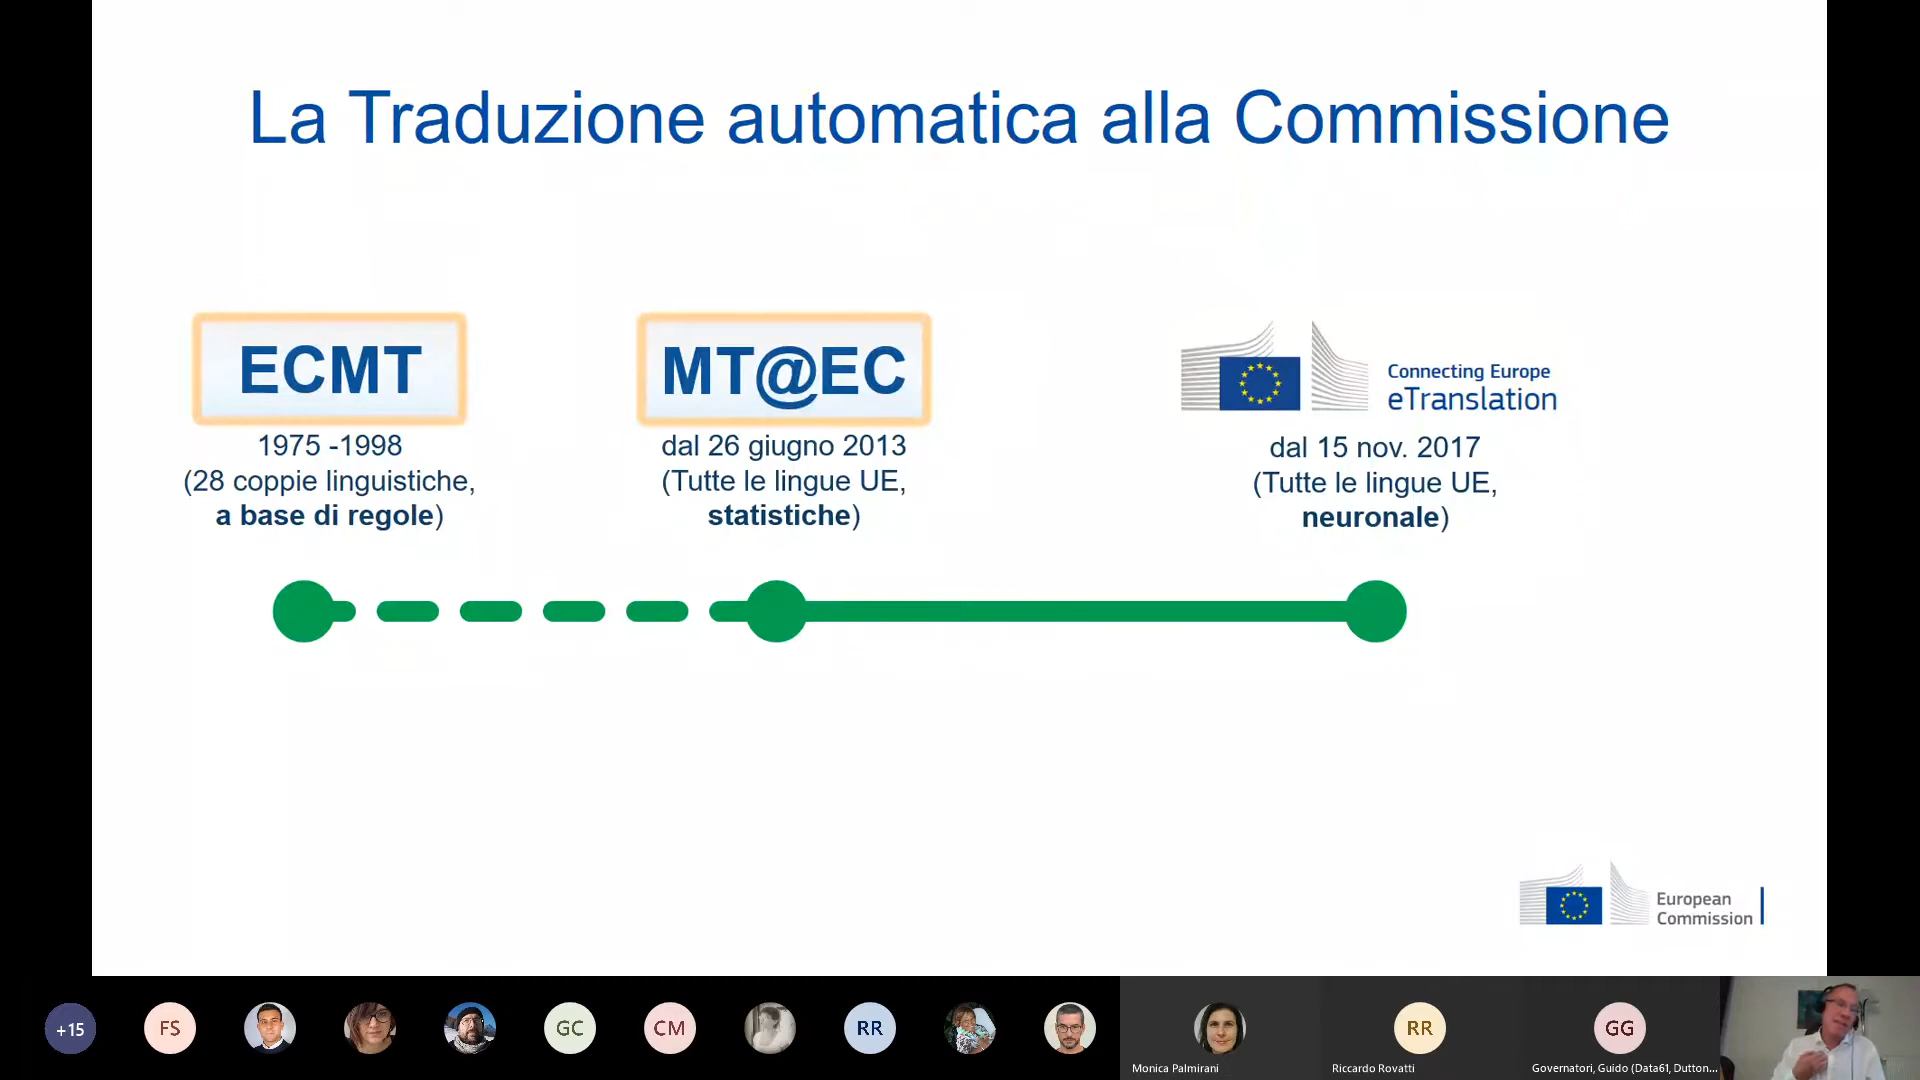 La Traduzione automatica alla Commissione
ECMT
1975 -1998
(28 coppie linguistiche,
a base di regole)
MT@EC
dal 26 giugno 2013
(Tutte le lingue UE,
statistiche)
Connecting Europe
eTranslation
dal 15 nov. 2017
(Tutte le lingue UE,
neuronale)
European
Commission
+15
FS
GC
CM
RR
Monica Palmirani
RR
Riccardo Rovatti
GG
Governatori, Guido (Data61, Dutton...